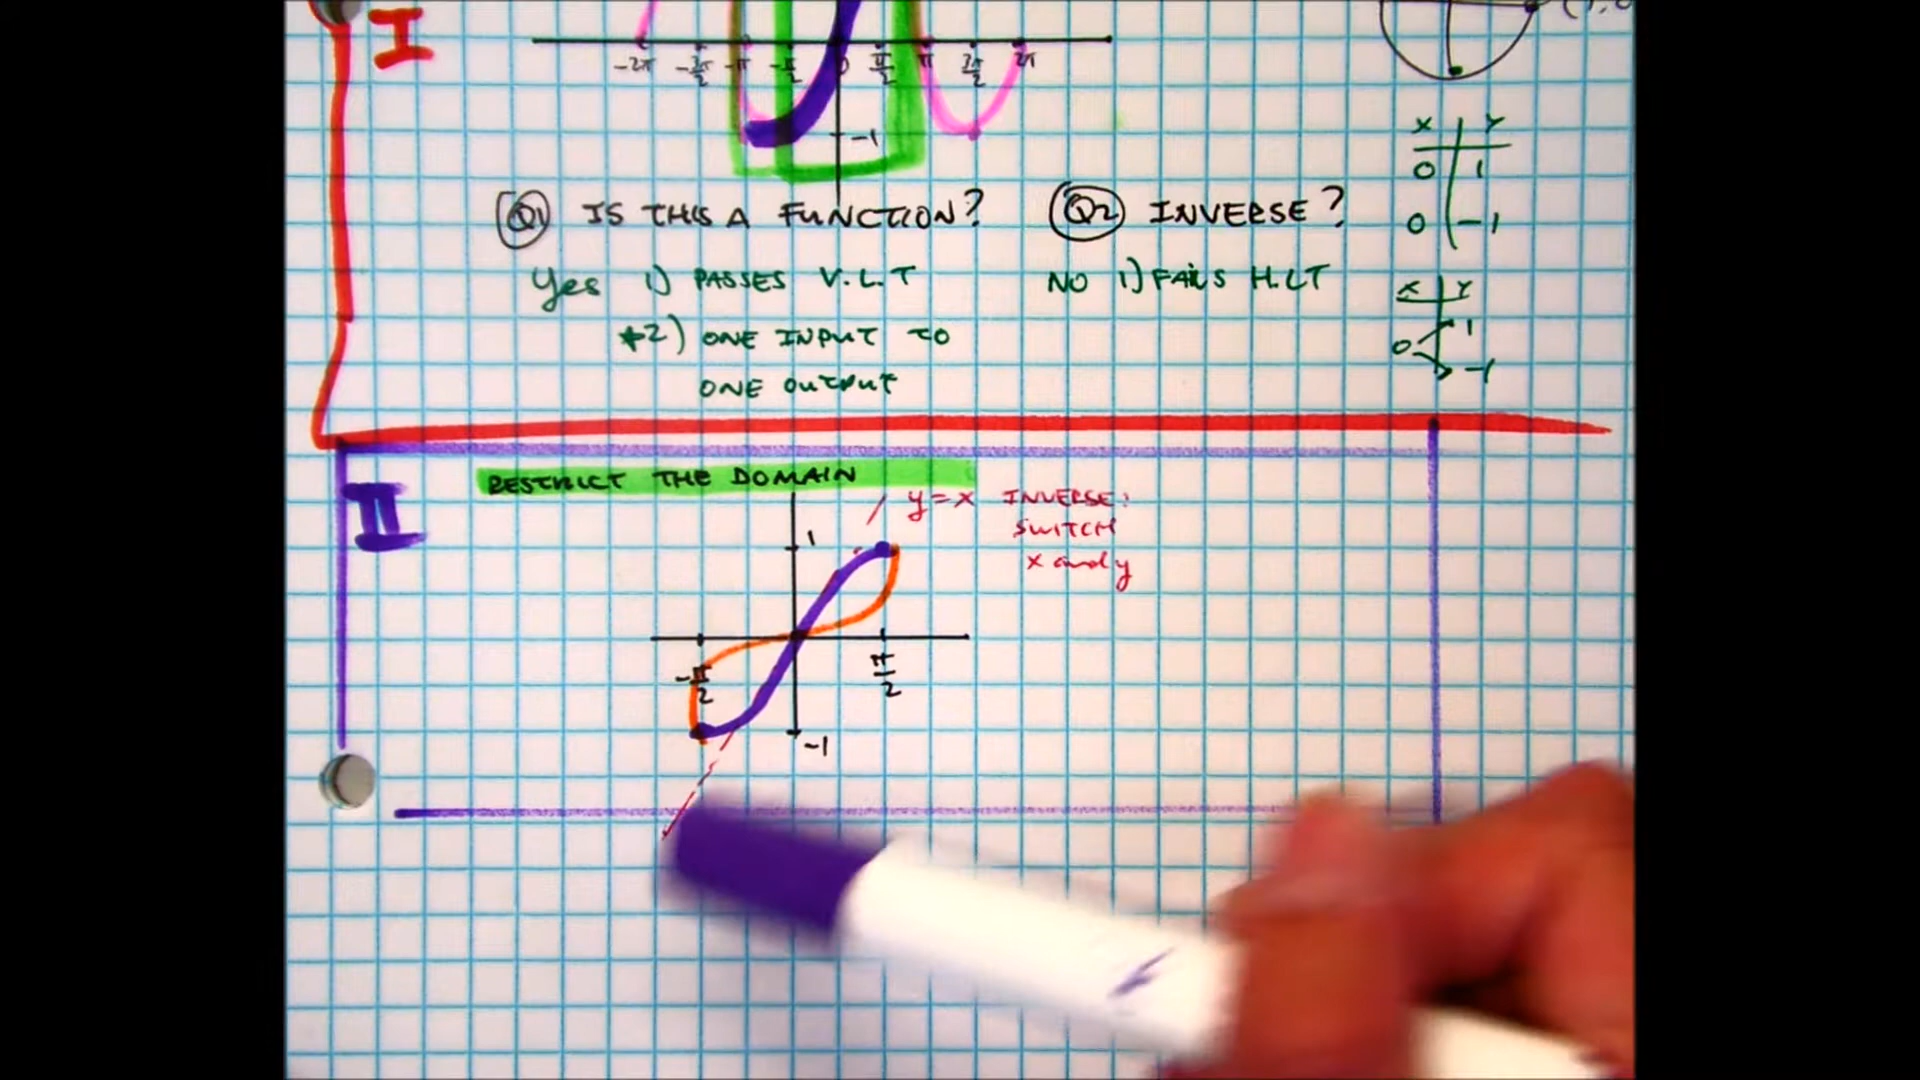 I
(1,0
-2π -3π/2 -π -π/2 0 π/2 π 3π/2 2π
-1
X Y
0 1
0 -1
Q1 IS THIS A FUNCTION?
Q2 INVERSE?
Yes 1) PASSES V.L.T
*2) ONE INPUT TO
ONE OUTPUT
NO 1) FAILS H.L.T
X Y
0 1
-1
II
RESTRICT THE DOMAIN
y=x INVERSE:
SWITCH
x and y
1
-π/2
π/2
-1